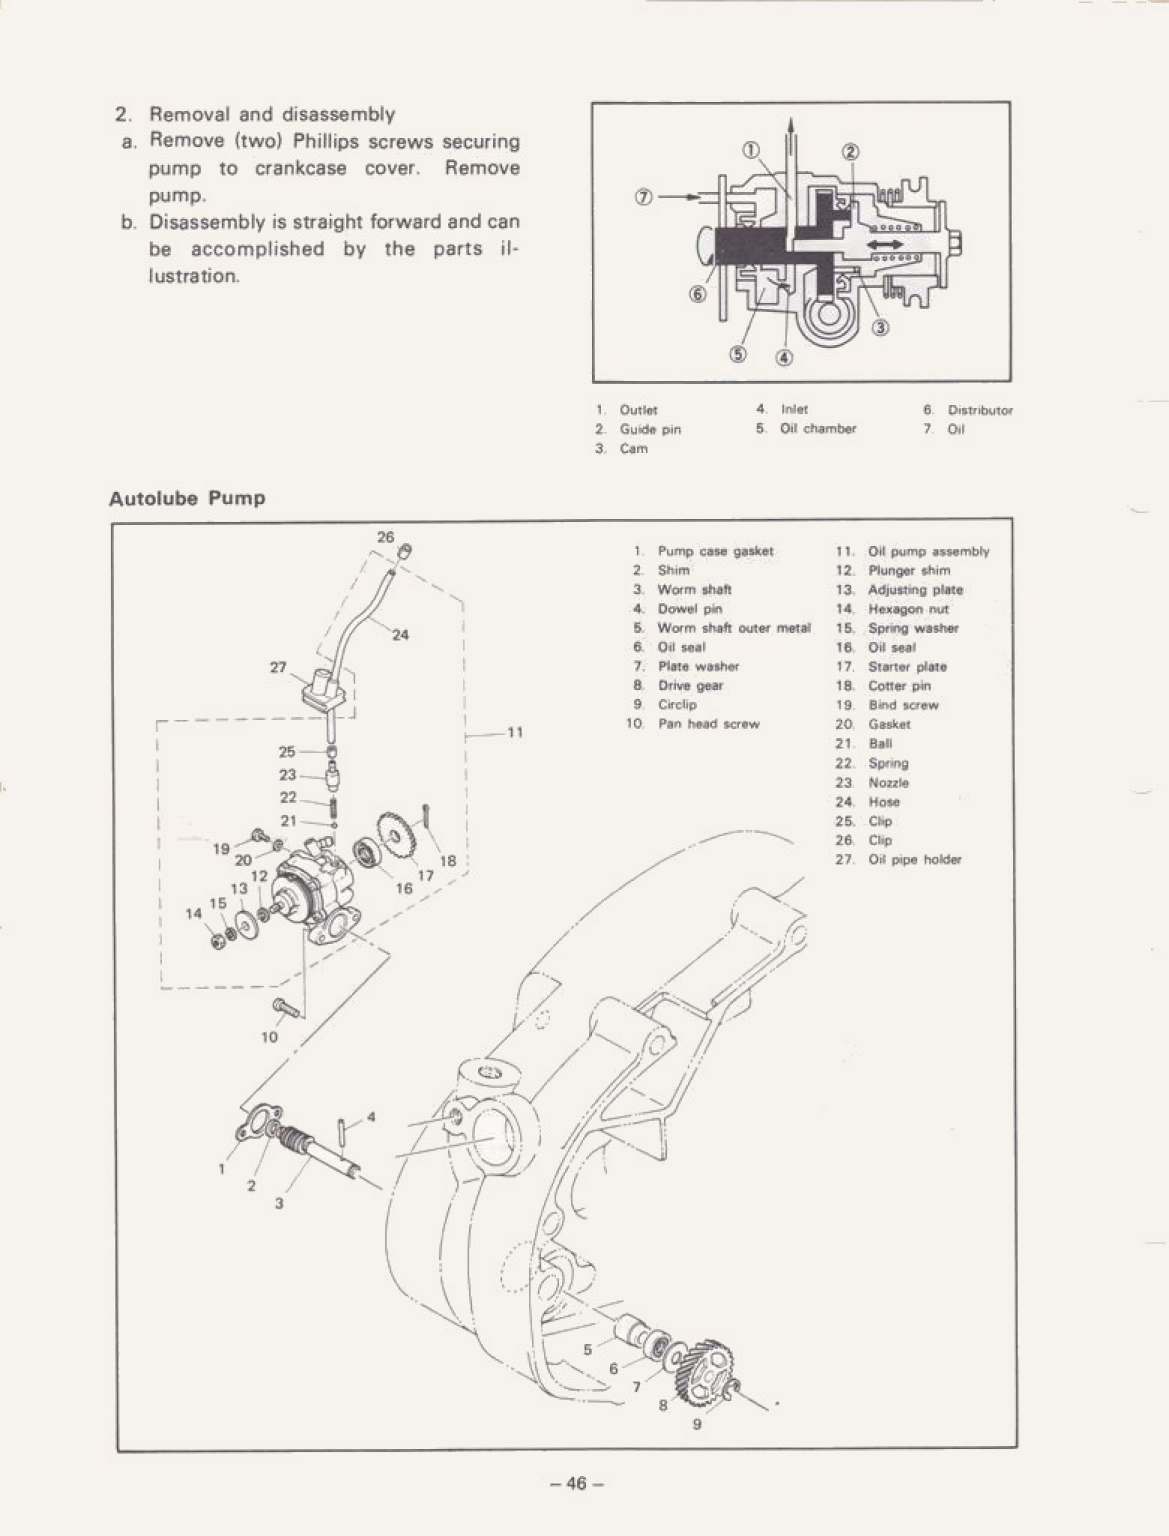 2. Removal and disassembly
a. Remove (two) Phillips screws securing
pump to crankcase cover. Remove
pump.
b. Disassembly is straight forward and can
be accomplished by the parts il-
lustration.
① ② ⑦ ⑥ ③ ⑤ ④
1. Outlet
2. Guide pin
3. Cam
4. Inlet
5. Oil chamber
6. Distributor
7. Oil
Autolube Pump
1. Pump case gasket
2. Shim
3. Worm shaft
4. Dowel pin
5. Worm shaft outer metal
6. Oil seal
7. Plate washer
8. Drive gear
9. Circlip
10. Pan head screw
11. Oil pump assembly
12. Plunger shim
13. Adjusting plate
14. Hexagon nut
15. Spring washer
16. Oil seal
17. Starter plate
18. Cotter pin
19. Bind screw
20. Gasket
21. Ball
22. Spring
23. Nozzle
24. Hose
25. Clip
26. Clip
27. Oil pipe holder
26
24
27
11
25
23
22
21
19
20
18
17
16
12
13
15
14
10
4
1
2
3
5
6
7
8
9
– 46 –